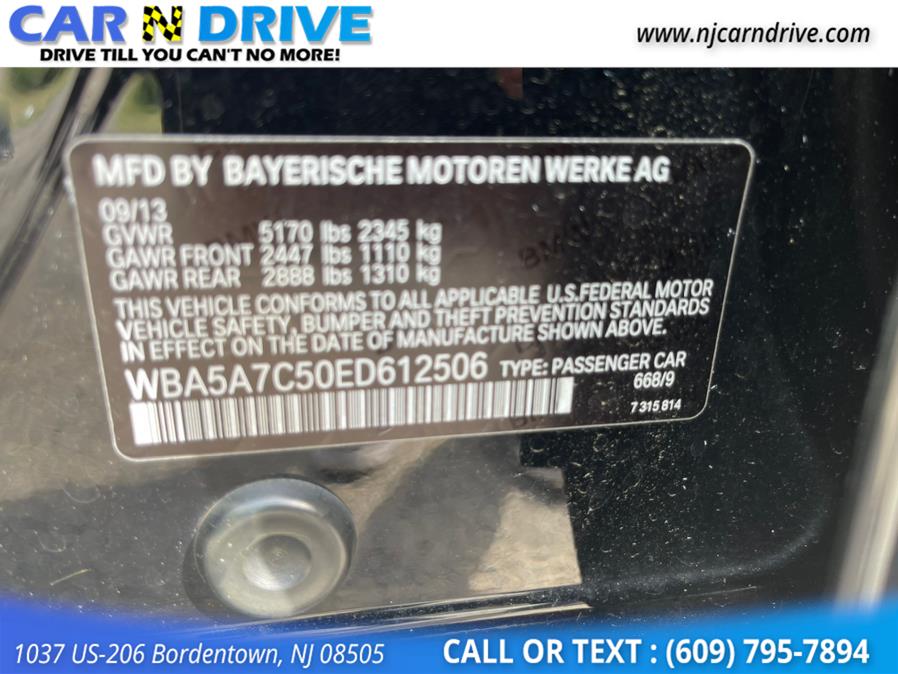 CAR N DRIVE
DRIVE TILL YOU CAN'T NO MORE!
www.njcarndrive.com
MFD BY BAYERISCHE MOTOREN WERKE AG
09/13
GVWR 5170 lbs 2345 kg
GAWR FRONT 2447 lbs 1110 kg
GAWR REAR 2888 lbs 1310 kg
THIS VEHICLE CONFORMS TO ALL APPLICABLE U.S.FEDERAL MOTOR
VEHICLE SAFETY, BUMPER AND THEFT PREVENTION STANDARDS
IN EFFECT ON THE DATE OF MANUFACTURE SHOWN ABOVE.
WBA5A7C50ED612506 TYPE: PASSENGER CAR
668/9
7 315 814
1037 US-206 Bordentown, NJ 08505
CALL OR TEXT : (609) 795-7894